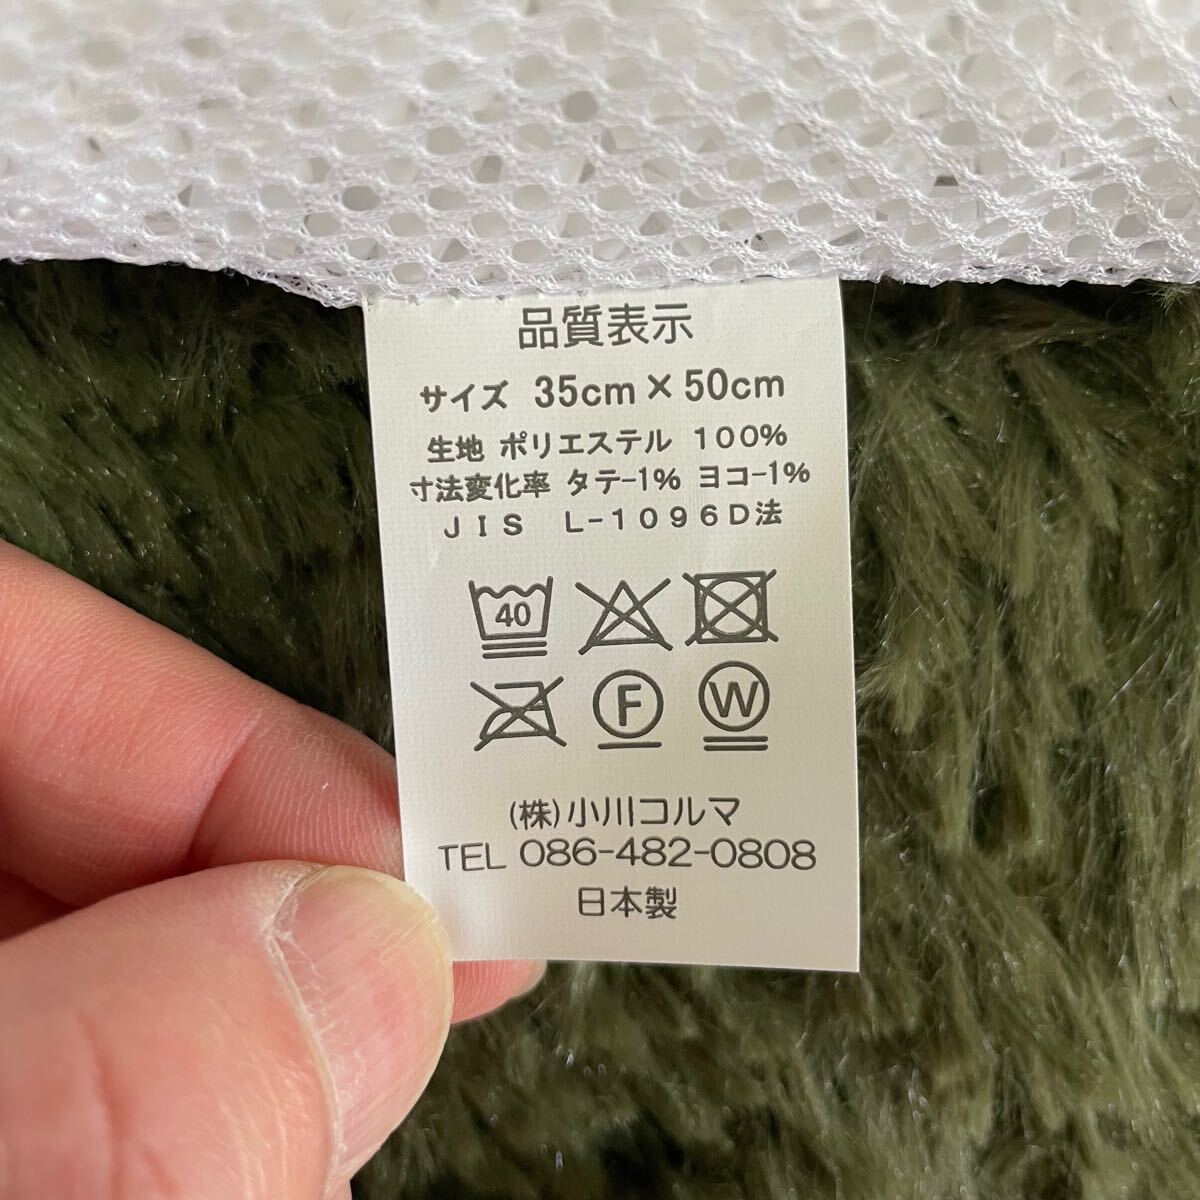 品質表示
サイズ 35cm×50cm
生地 ポリエステル 100%
寸法変化率 タテ-1% ヨコ-1%
JIS L-1096D法
40
F W
(株)小川コルマ
TEL 086-482-0808
日本製